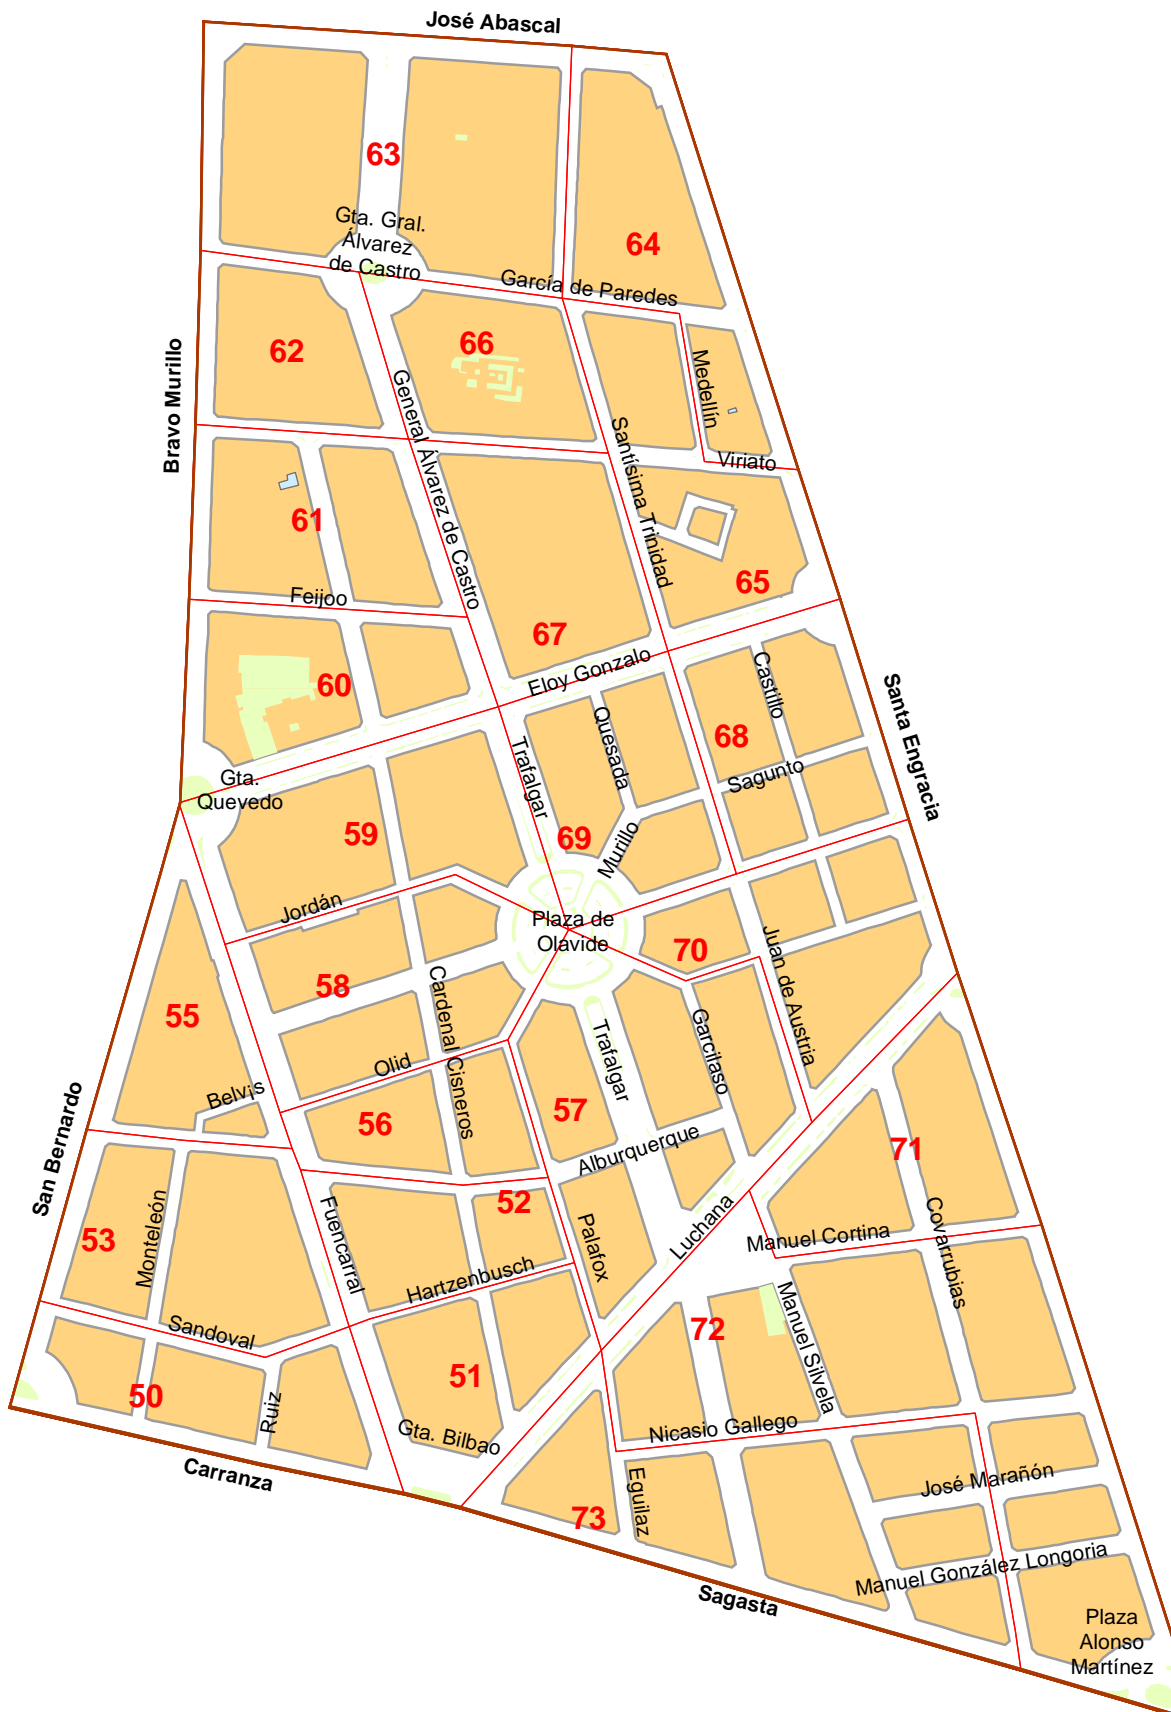 José Abascal
63
Gta. Gral.
Álvarez
de Castro
64
García de Paredes
62
66
Bravo Murillo
Medellín
General Álvarez de Castro
Santísima Trinidad
Viriato
61
65
Feijoo
67
60
Eloy Gonzalo
Castillo
Santa Engracia
Quesada
68
Trafalgar
Sagunto
Gta.
Quevedo
59
69
Murillo
Jordán
Plaza de
Olavide
70
Juan de Austria
58
Cardenal Cisneros
55
Garcilaso
Trafalgar
Olid
Belv¡s
56
57
San Bernardo
Alburquerque
71
52
Monteleón
Fuencarral
Palafox
Luchana
Covarrubias
53
Manuel Cortina
Hartzenbusch
Sandoval
72
Manuel Silvela
51
50
Ruiz
Gta. Bilbao
Nicasio Gallego
Carranza
José Marañón
Eguilaz
73
Manuel González Longoria
Sagasta
Plaza
Alonso
Martínez